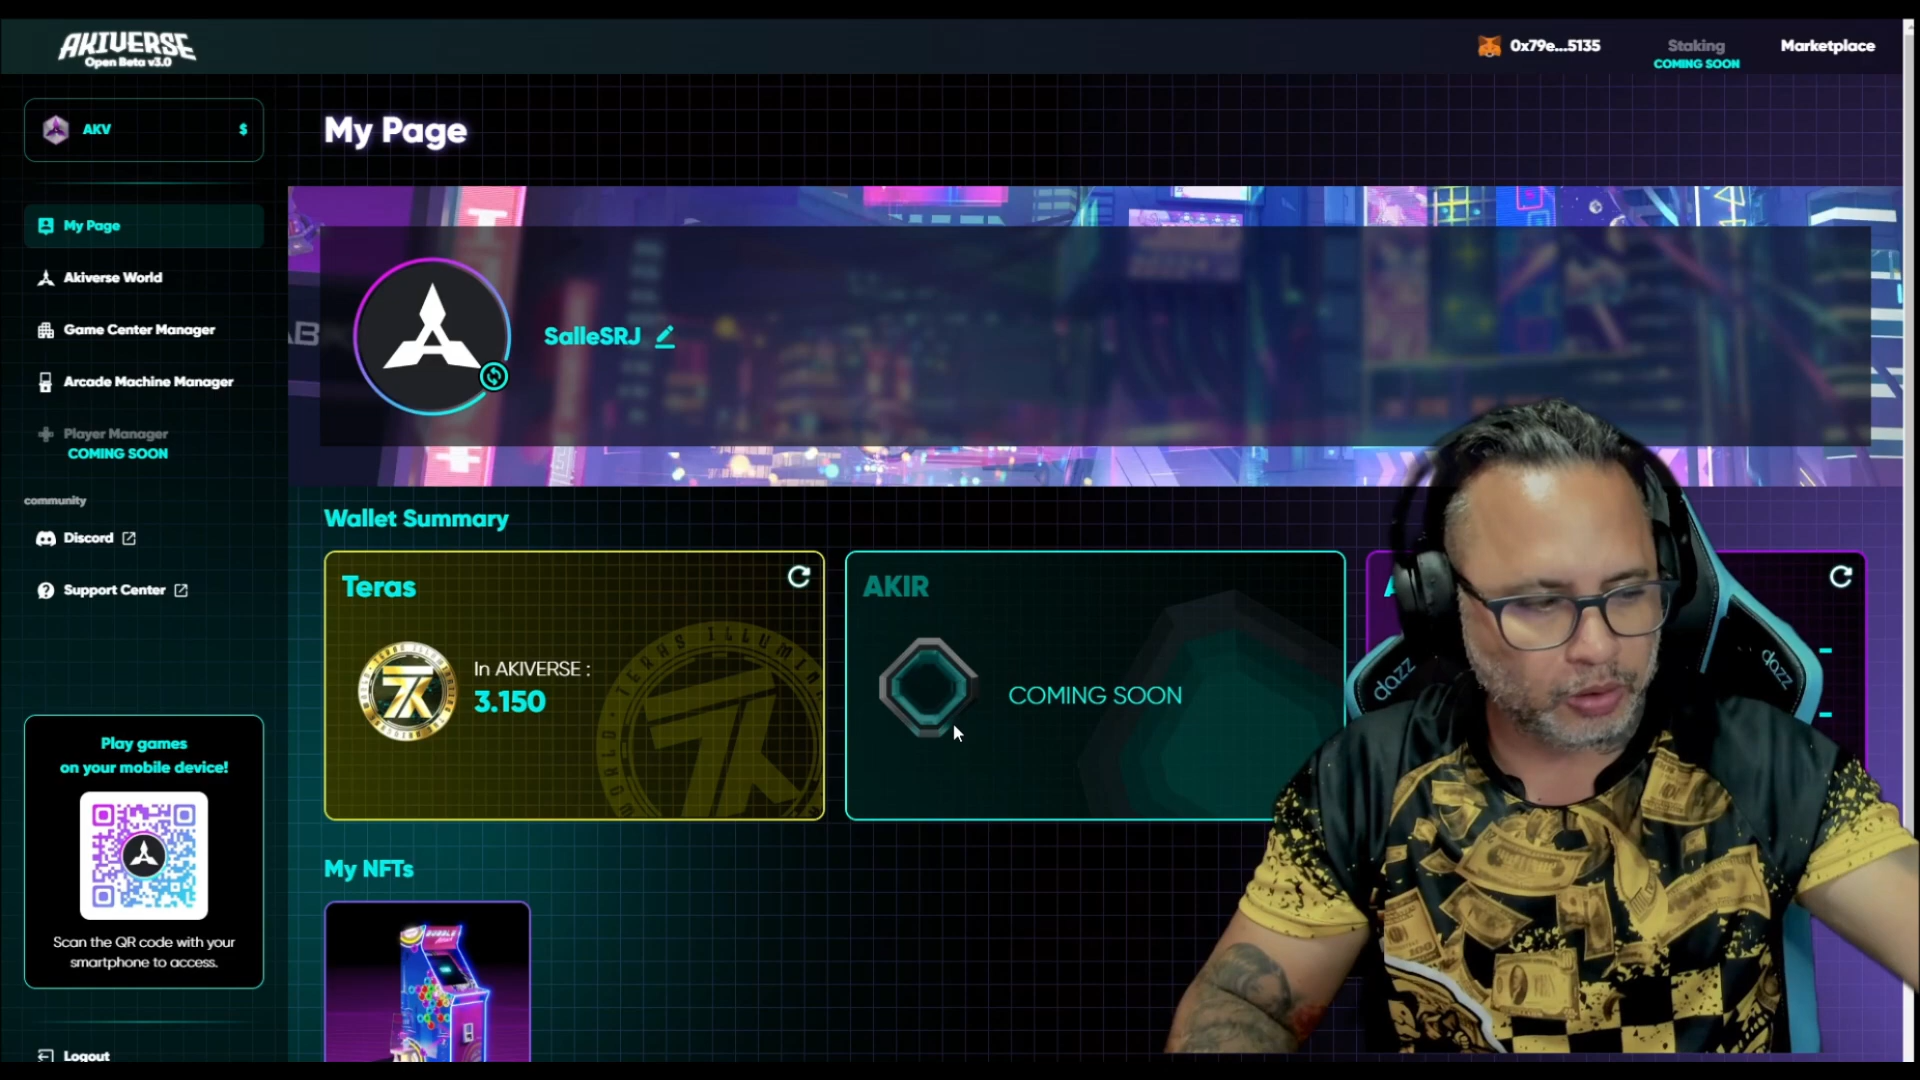 AKIVERSE
Open Beta v3.0
0x79e...5135
Staking
COMING SOON
Marketplace
AKV
$
My Page
My Page
Akiverse World
Game Center Manager
Arcade Machine Manager
Player Manager
COMING SOON
community
Discord
Support Center
SalleSRJ
Wallet Summary
Teras
In AKIVERSE :
3.150
AKIR
COMING SOON
My NFTs
Play games
on your mobile device!
Scan the QR code with your
smartphone to access.
Logout
dazz
dazz